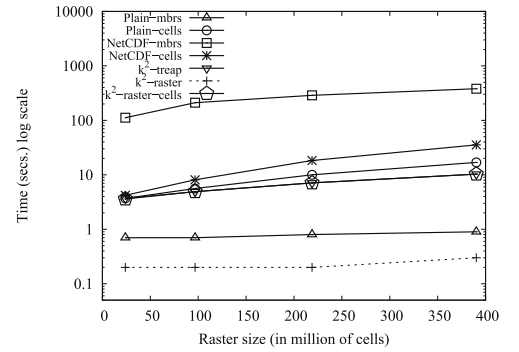 10000
1000
100
10
1
0.1
Time (secs.) log scale
Plain−mbrs
Plain−cells
NetCDF−mbrs
NetCDF−cells
k²−treap
k²−raster
k²−raster−cells
0 50 100 150 200 250 300 350 400
Raster size (in million of cells)